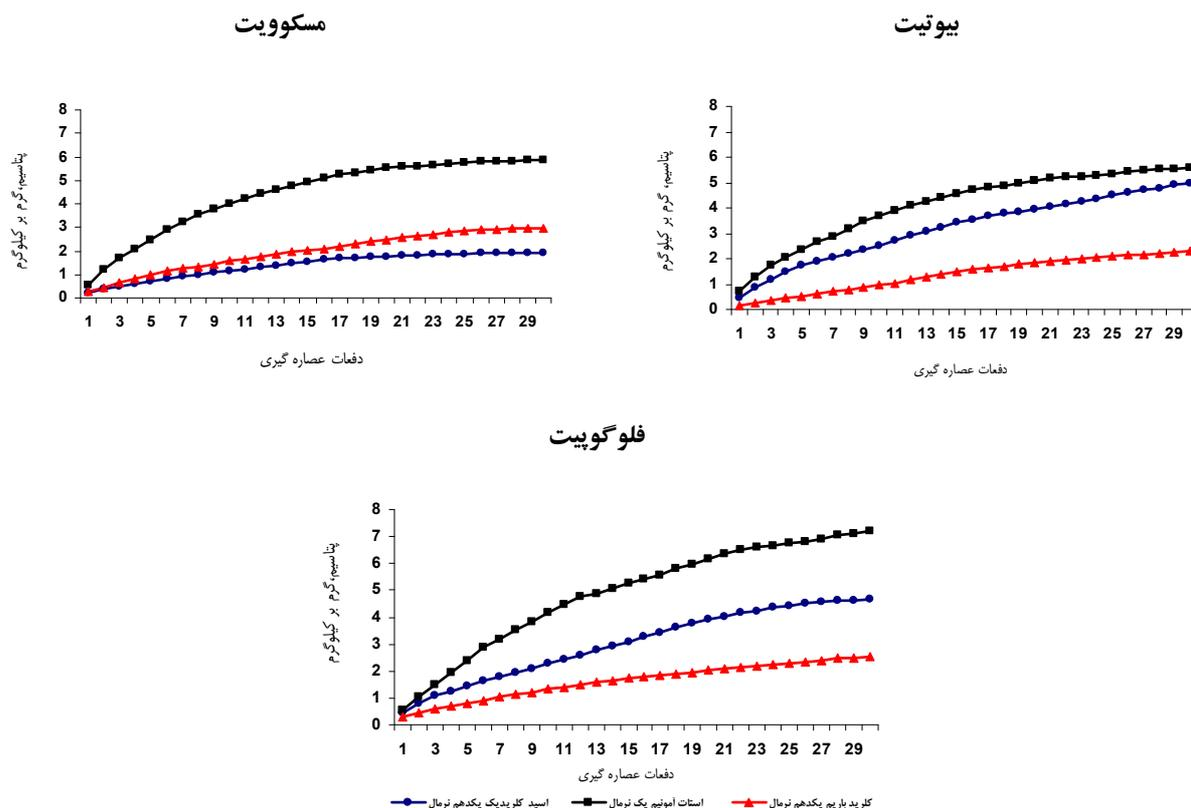 بیوتیت
مسکوویت
8
7
6
5
4
3
2
1
0
پتاسیم، گرم بر کیلوگرم
1 3 5 7 9 11 13 15 17 19 21 23 25 27 29
دفعات عصاره گیری
8
7
6
5
4
3
2
1
0
پتاسیم،گرم بر کیلوگرم
1 3 5 7 9 11 13 15 17 19 21 23 25 27 29
دفعات عصاره گیری
فلوگوپیت
8
7
6
5
4
3
2
1
0
پتاسیم،گرم بر کیلوگرم
1 3 5 7 9 11 13 15 17 19 21 23 25 27 29
دفعات عصاره گیری
کلرید باریم یکدهم نرمال
استات آمونیم یک نرمال
اسید کلریدیک یکدهم نرمال